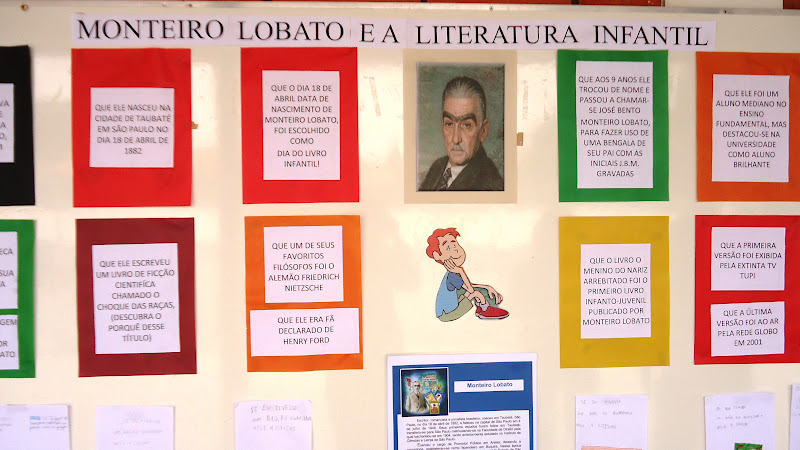 MONTEIRO LOBATO E A LITERATURA INFANTIL
QUE ELE NASCEU NA
CIDADE DE TAUBATÉ
EM SÃO PAULO NO
DIA 18 DE ABRIL DE
1882
QUE O DIA 18 DE
ABRIL DATA DE
NASCIMENTO DE
MONTEIRO LOBATO,
FOI ESCOLHIDO
COMO
DIA DO LIVRO
INFANTIL!
QUE AOS 9 ANOS ELE
TROCOU DE NOME E
PASSOU A CHAMAR-
SE JOSÉ BENTO
MONTEIRO LOBATO,
PARA FAZER USO DE
UMA BENGALA DE
SEU PAI COM AS
INICIAIS J.B.M.
GRAVADAS
QUE ELE FOI UM
ALUNO MEDIANO NO
ENSINO
FUNDAMENTAL, MAS
DESTACOU-SE NA
UNIVERSIDADE
COMO ALUNO
BRILHANTE
QUE ELE ESCREVEU
UM LIVRO DE FICÇÃO
CIENTIFÍCA
CHAMADO O
CHOQUE DAS RAÇAS,
(DESCUBRA O
PORQUÊ DESSE
TÍTULO)
QUE UM DE SEUS
FAVORITOS
FILÓSOFOS FOI O
ALEMÃO FRIEDRICH
NIETZSCHE
QUE ELE ERA FÃ
DECLARADO DE
HENRY FORD
QUE O LIVRO O
MENINO DO NARIZ
ARREBITADO FOI O
PRIMEIRO LIVRO
INFANTO-JUVENIL
PUBLICADO POR
MONTEIRO LOBATO
QUE A PRIMEIRA
VERSÃO FOI EXIBIDA
PELA EXTINTA TV
TUPI
QUE A ÚLTIMA
VERSÃO FOI AO AR
PELA REDE GLOBO
EM 2001
Monteiro Lobato